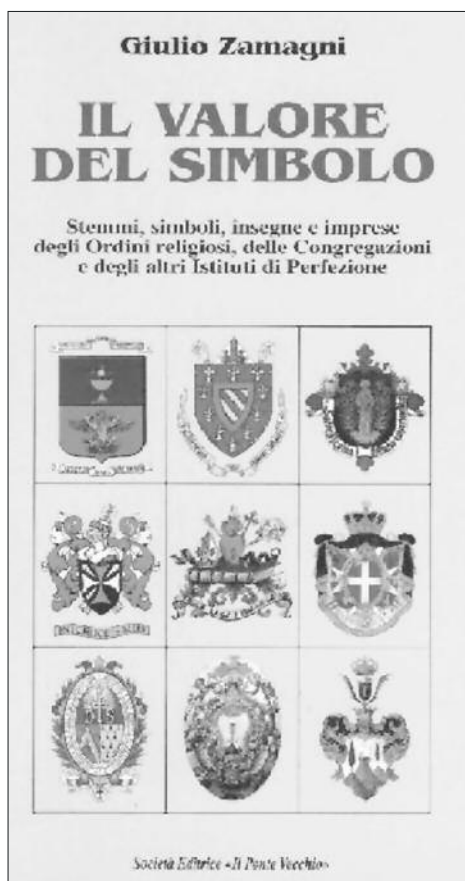 Giulio Zamagni
IL VALORE
DEL SIMBOLO
Stemmi, simboli, insegne e imprese
degli Ordini religiosi, delle Congregazioni
e degli altri Istituti di Perfezione
Società Editrice «Il Ponte Vecchio»